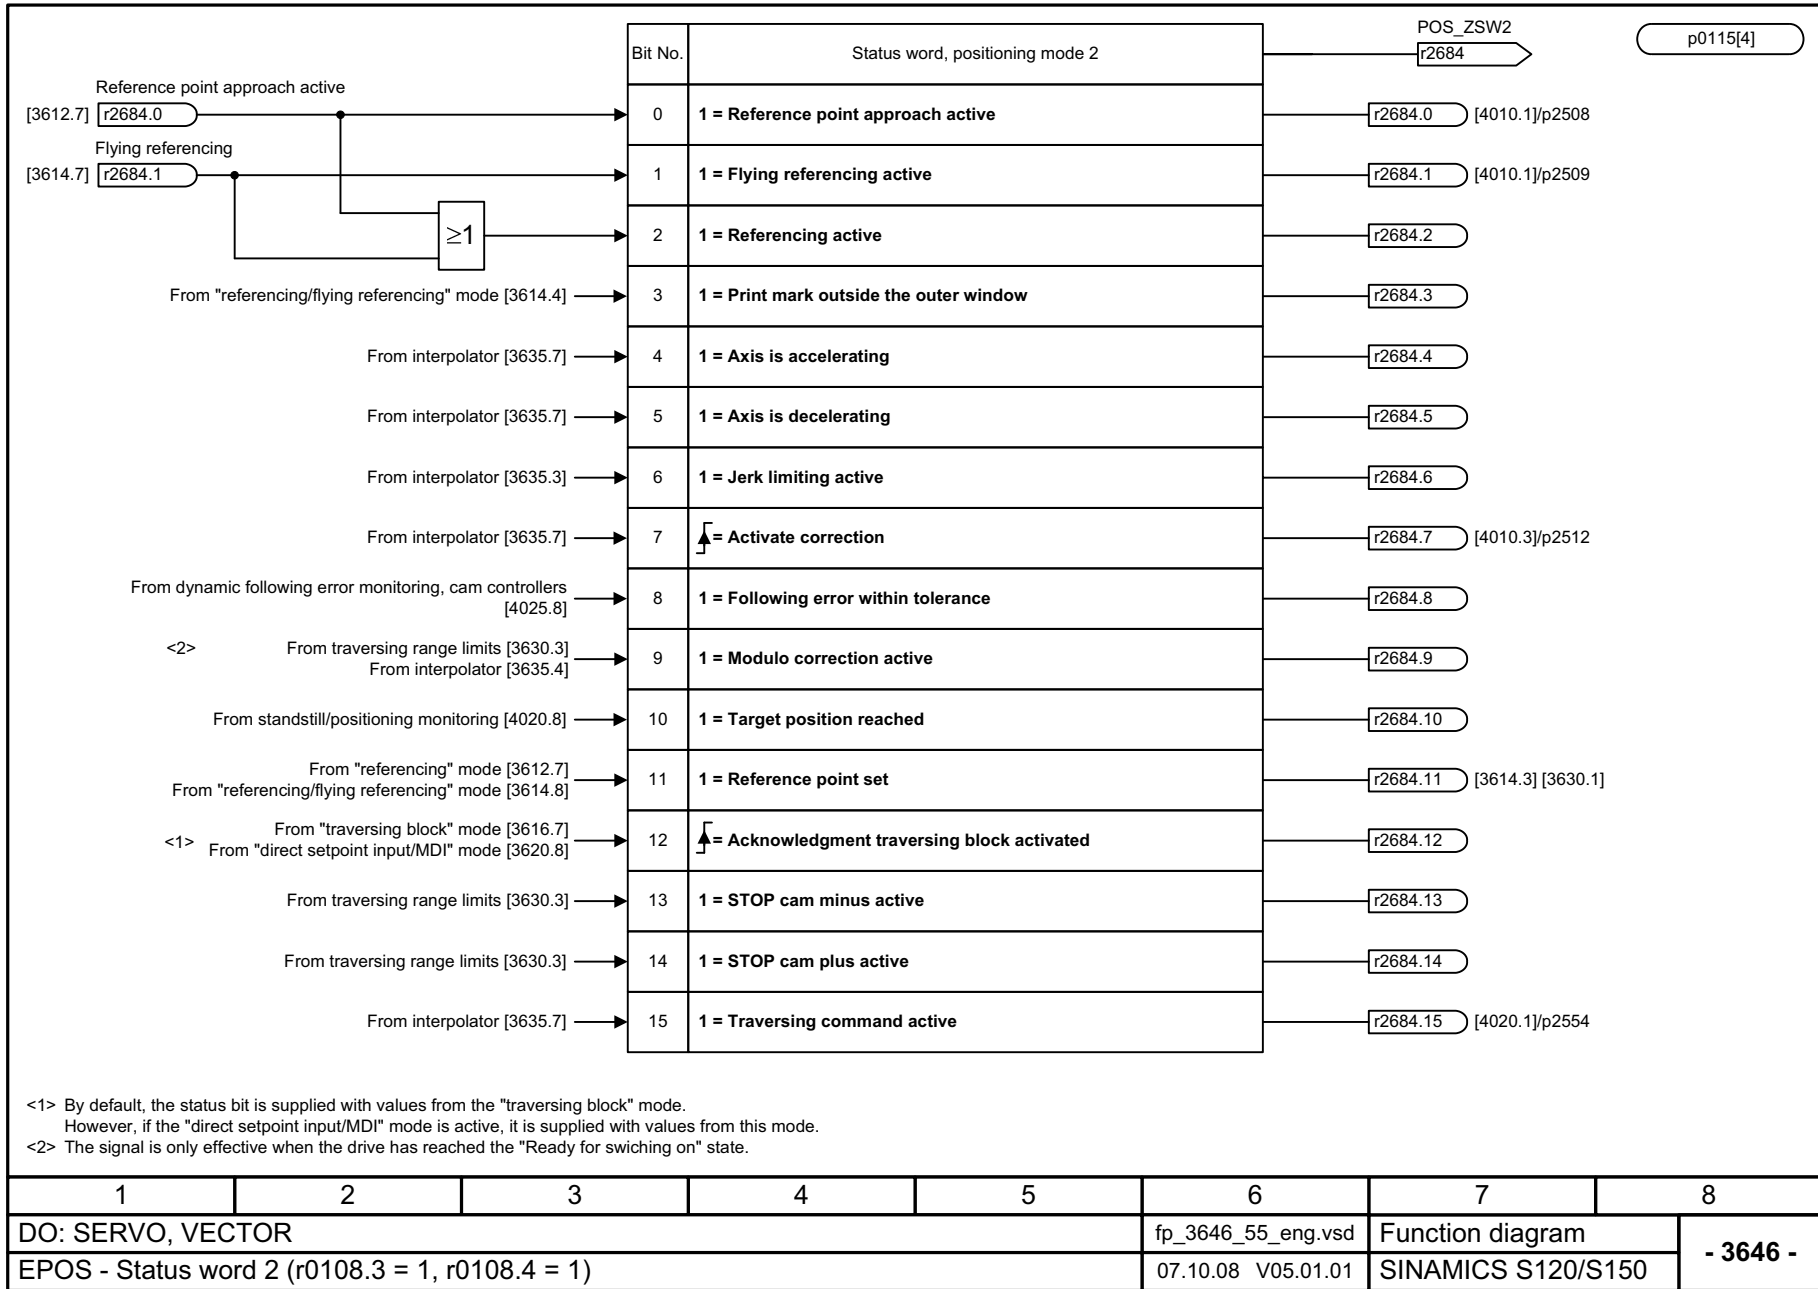 Bit No.
Status word, positioning mode 2
POS_ZSW2
r2684
p0115[4]
Reference point approach active
[3612.7] r2684.0
0
1 = Reference point approach active
r2684.0 [4010.1]/p2508
Flying referencing
[3614.7] r2684.1
1
1 = Flying referencing active
r2684.1 [4010.1]/p2509
≥1
2
1 = Referencing active
r2684.2
From "referencing/flying referencing" mode [3614.4]
3
1 = Print mark outside the outer window
r2684.3
From interpolator [3635.7]
4
1 = Axis is accelerating
r2684.4
From interpolator [3635.7]
5
1 = Axis is decelerating
r2684.5
From interpolator [3635.3]
6
1 = Jerk limiting active
r2684.6
From interpolator [3635.7]
7
= Activate correction
r2684.7 [4010.3]/p2512
From dynamic following error monitoring, cam controllers
[4025.8]
8
1 = Following error within tolerance
r2684.8
<2> From traversing range limits [3630.3]
From interpolator [3635.4]
9
1 = Modulo correction active
r2684.9
From standstill/positioning monitoring [4020.8]
10
1 = Target position reached
r2684.10
From "referencing" mode [3612.7]
From "referencing/flying referencing" mode [3614.8]
11
1 = Reference point set
r2684.11 [3614.3] [3630.1]
From "traversing block" mode [3616.7]
<1> From "direct setpoint input/MDI" mode [3620.8]
12
= Acknowledgment traversing block activated
r2684.12
From traversing range limits [3630.3]
13
1 = STOP cam minus active
r2684.13
From traversing range limits [3630.3]
14
1 = STOP cam plus active
r2684.14
From interpolator [3635.7]
15
1 = Traversing command active
r2684.15 [4020.1]/p2554
<1> By default, the status bit is supplied with values from the "traversing block" mode.
However, if the "direct setpoint input/MDI" mode is active, it is supplied with values from this mode.
<2> The signal is only effective when the drive has reached the "Ready for swiching on" state.
1 2 3 4 5 6 7 8
DO: SERVO, VECTOR
fp_3646_55_eng.vsd
Function diagram
- 3646 -
EPOS - Status word 2 (r0108.3 = 1, r0108.4 = 1)
07.10.08 V05.01.01
SINAMICS S120/S150